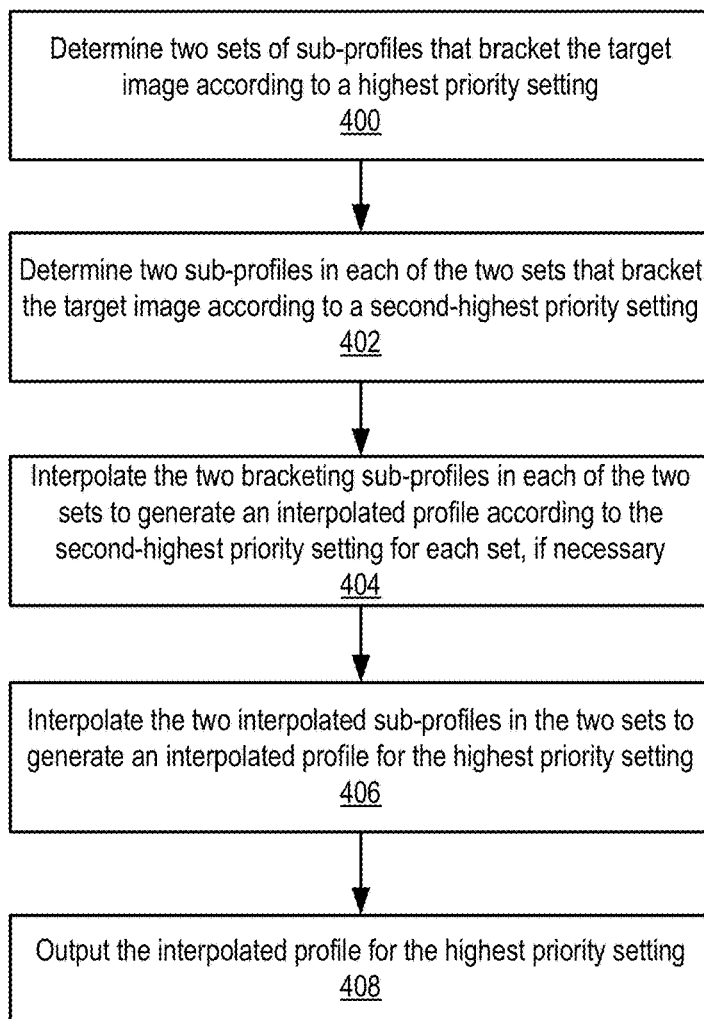 Determine two sets of sub-profiles that bracket the target
image according to a highest priority setting
400
Determine two sub-profiles in each of the two sets that bracket
the target image according to a second-highest priority setting
402
Interpolate the two bracketing sub-profiles in each of the two
sets to generate an interpolated profile according to the
second-highest priority setting for each set, if necessary
404
Interpolate the two interpolated sub-profiles in the two sets to
generate an interpolated profile for the highest priority setting
406
Output the interpolated profile for the highest priority setting
408